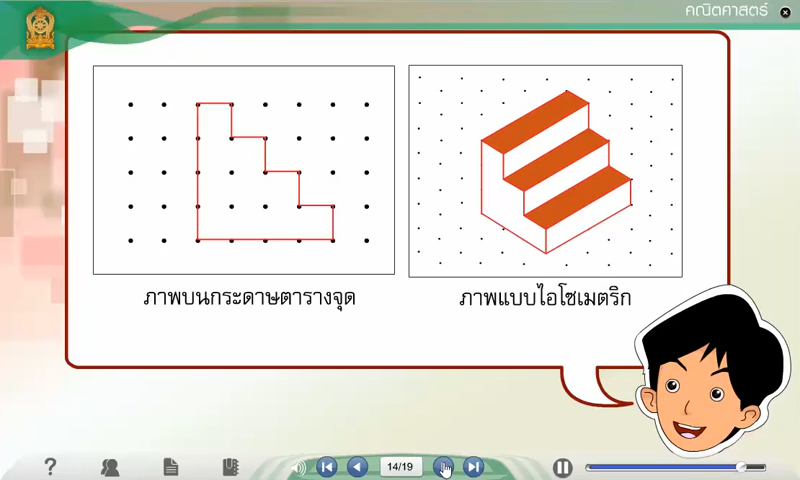 คณิตศาสตร์
ภาพบนกระดาษตารางจุด
ภาพแบบไอโซเมตริก
?
14/19